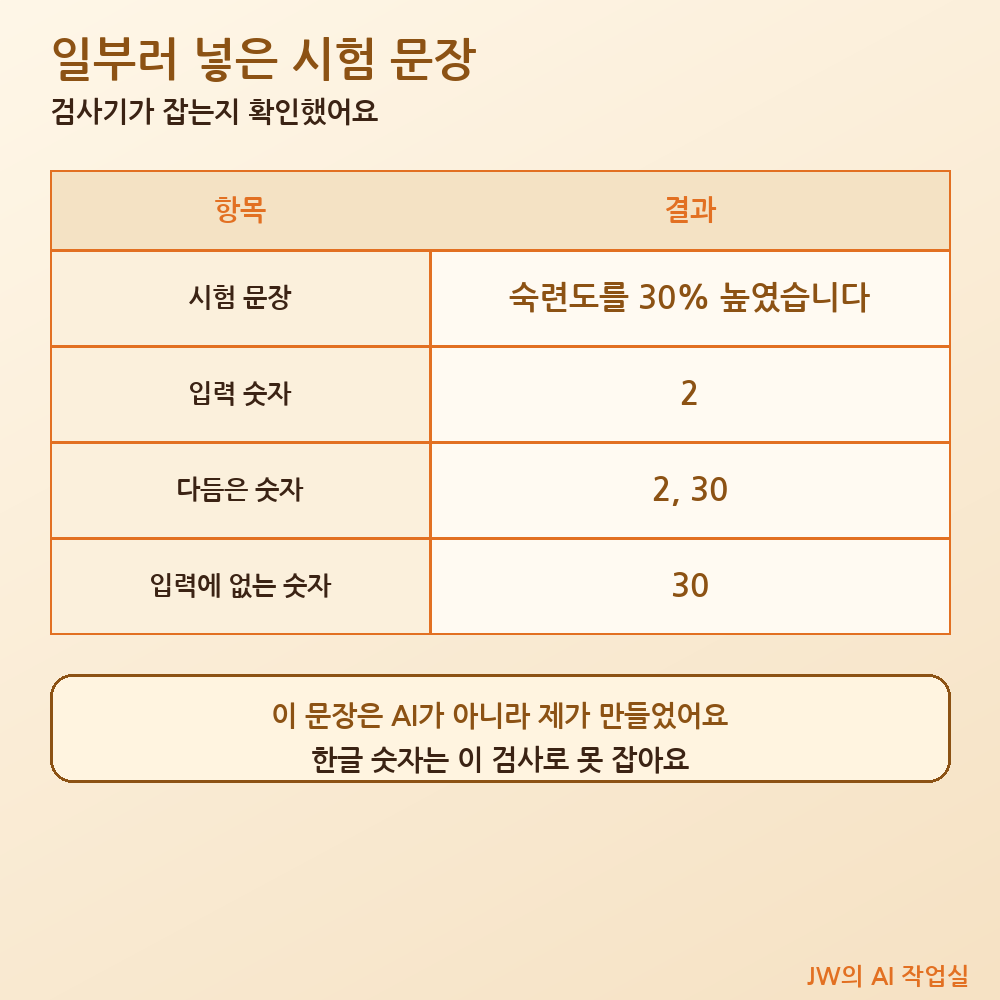 일부러 넣은 시험 문장
검사기가 잡는지 확인했어요
항목 결과
시험 문장 숙련도를 30% 높였습니다
입력 숫자 2
다듬은 숫자 2, 30
입력에 없는 숫자 30
이 문장은 AI가 아니라 제가 만들었어요
한글 숫자는 이 검사로 못 잡아요
JW의 AI 작업실